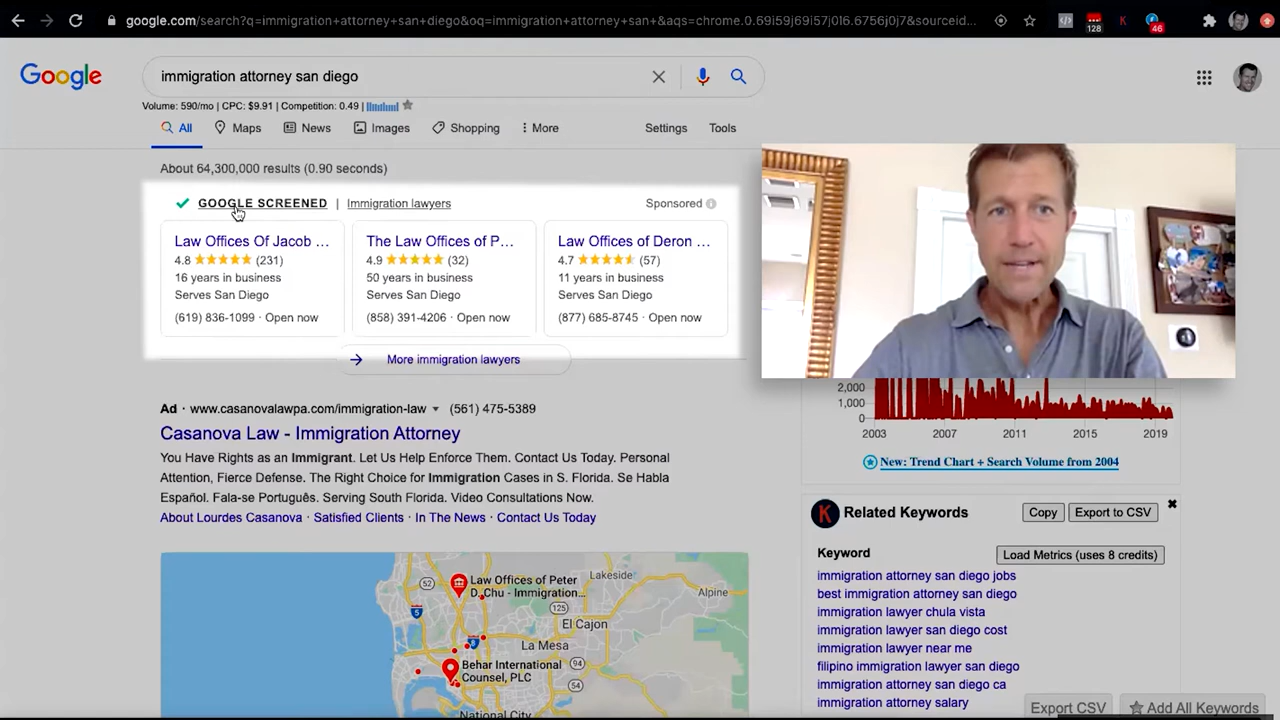 google.com/search?q=immigration+attorney+san+diego&oq=immigration+attorney+san+&aqs=chrome.0.69i59j69i57j0l6.6756j0j7&sourceid...
128
K
46
Google
immigration attorney san diego
Volume: 590/mo | CPC: $9.91 | Competition: 0.49 |
All
Maps
News
Images
Shopping
More
Settings
Tools
About 64,300,000 results (0.90 seconds)
GOOGLE SCREENED | Immigration lawyers
Sponsored
Law Offices Of Jacob ...
4.8 ★★★★★ (231)
16 years in business
Serves San Diego
(619) 836-1099 · Open now
The Law Offices of P...
4.9 ★★★★★ (32)
50 years in business
Serves San Diego
(858) 391-4206 · Open now
Law Offices of Deron ...
4.7 ★★★★★ (57)
11 years in business
Serves San Diego
(877) 685-8745 · Open now
→ More immigration lawyers
Ad · www.casanovalawpa.com/immigration-law ▼ (561) 475-5389
Casanova Law - Immigration Attorney
You Have Rights as an Immigrant. Let Us Help Enforce Them. Contact Us Today. Personal
Attention, Fierce Defense. The Right Choice for Immigration Cases in S. Florida. Se Habla
Español. Fala-se Português. Serving South Florida. Video Consultations Now.
About Lourdes Casanova · Satisfied Clients · In The News · Contact Us Today
52
Law Offices of Peter
D. Chu - Immigration...
Lakeside
Alpine
125
El Cajon
5
8
La Mesa
Behar International
Counsel, PLC
94
54
National City
2,000
1,000
0
2003
2007
2011
2015
2019
New: Trend Chart + Search Volume from 2004
K
Related Keywords
Copy
Export to CSV
✖
Keyword
Load Metrics (uses 8 credits)
immigration attorney san diego jobs
best immigration attorney san diego
immigration lawyer chula vista
immigration lawyer san diego cost
immigration lawyer near me
filipino immigration lawyer san diego
immigration attorney san diego ca
immigration attorney salary
Export CSV
★ Add All Keywords